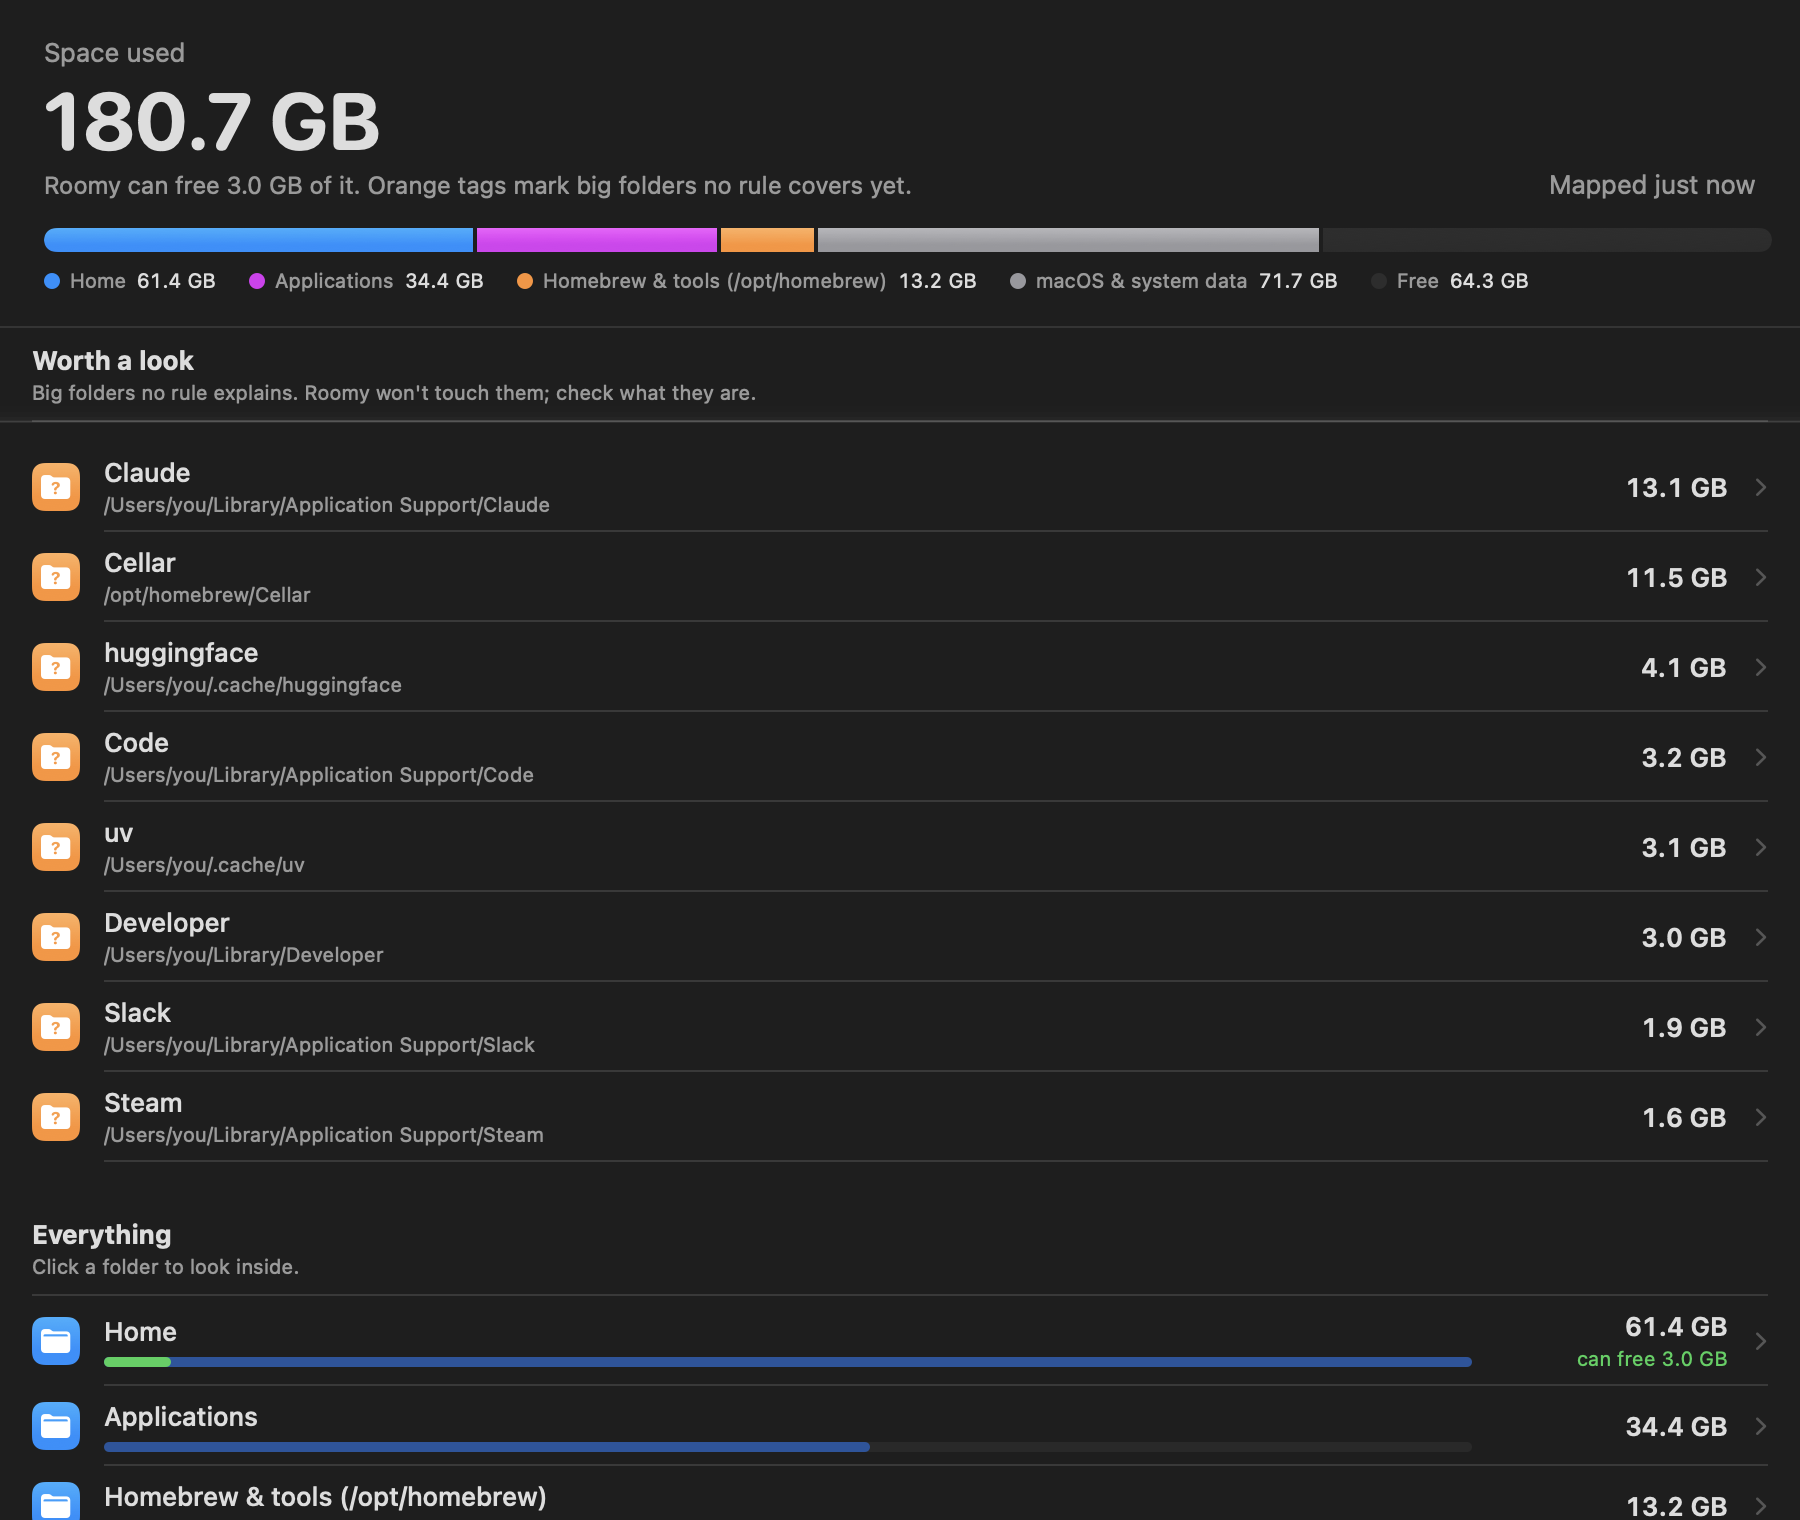 Space used
180.7 GB
Roomy can free 3.0 GB of it. Orange tags mark big folders no rule covers yet.
Mapped just now
Home 61.4 GB Applications 34.4 GB Homebrew & tools (/opt/homebrew) 13.2 GB macOS & system data 71.7 GB Free 64.3 GB
Worth a look
Big folders no rule explains. Roomy won't touch them; check what they are.
Claude
/Users/you/Library/Application Support/Claude
13.1 GB
Cellar
/opt/homebrew/Cellar
11.5 GB
huggingface
/Users/you/.cache/huggingface
4.1 GB
Code
/Users/you/Library/Application Support/Code
3.2 GB
uv
/Users/you/.cache/uv
3.1 GB
Developer
/Users/you/Library/Developer
3.0 GB
Slack
/Users/you/Library/Application Support/Slack
1.9 GB
Steam
/Users/you/Library/Application Support/Steam
1.6 GB
Everything
Click a folder to look inside.
Home
61.4 GB
can free 3.0 GB
Applications
34.4 GB
Homebrew & tools (/opt/homebrew)
13.2 GB